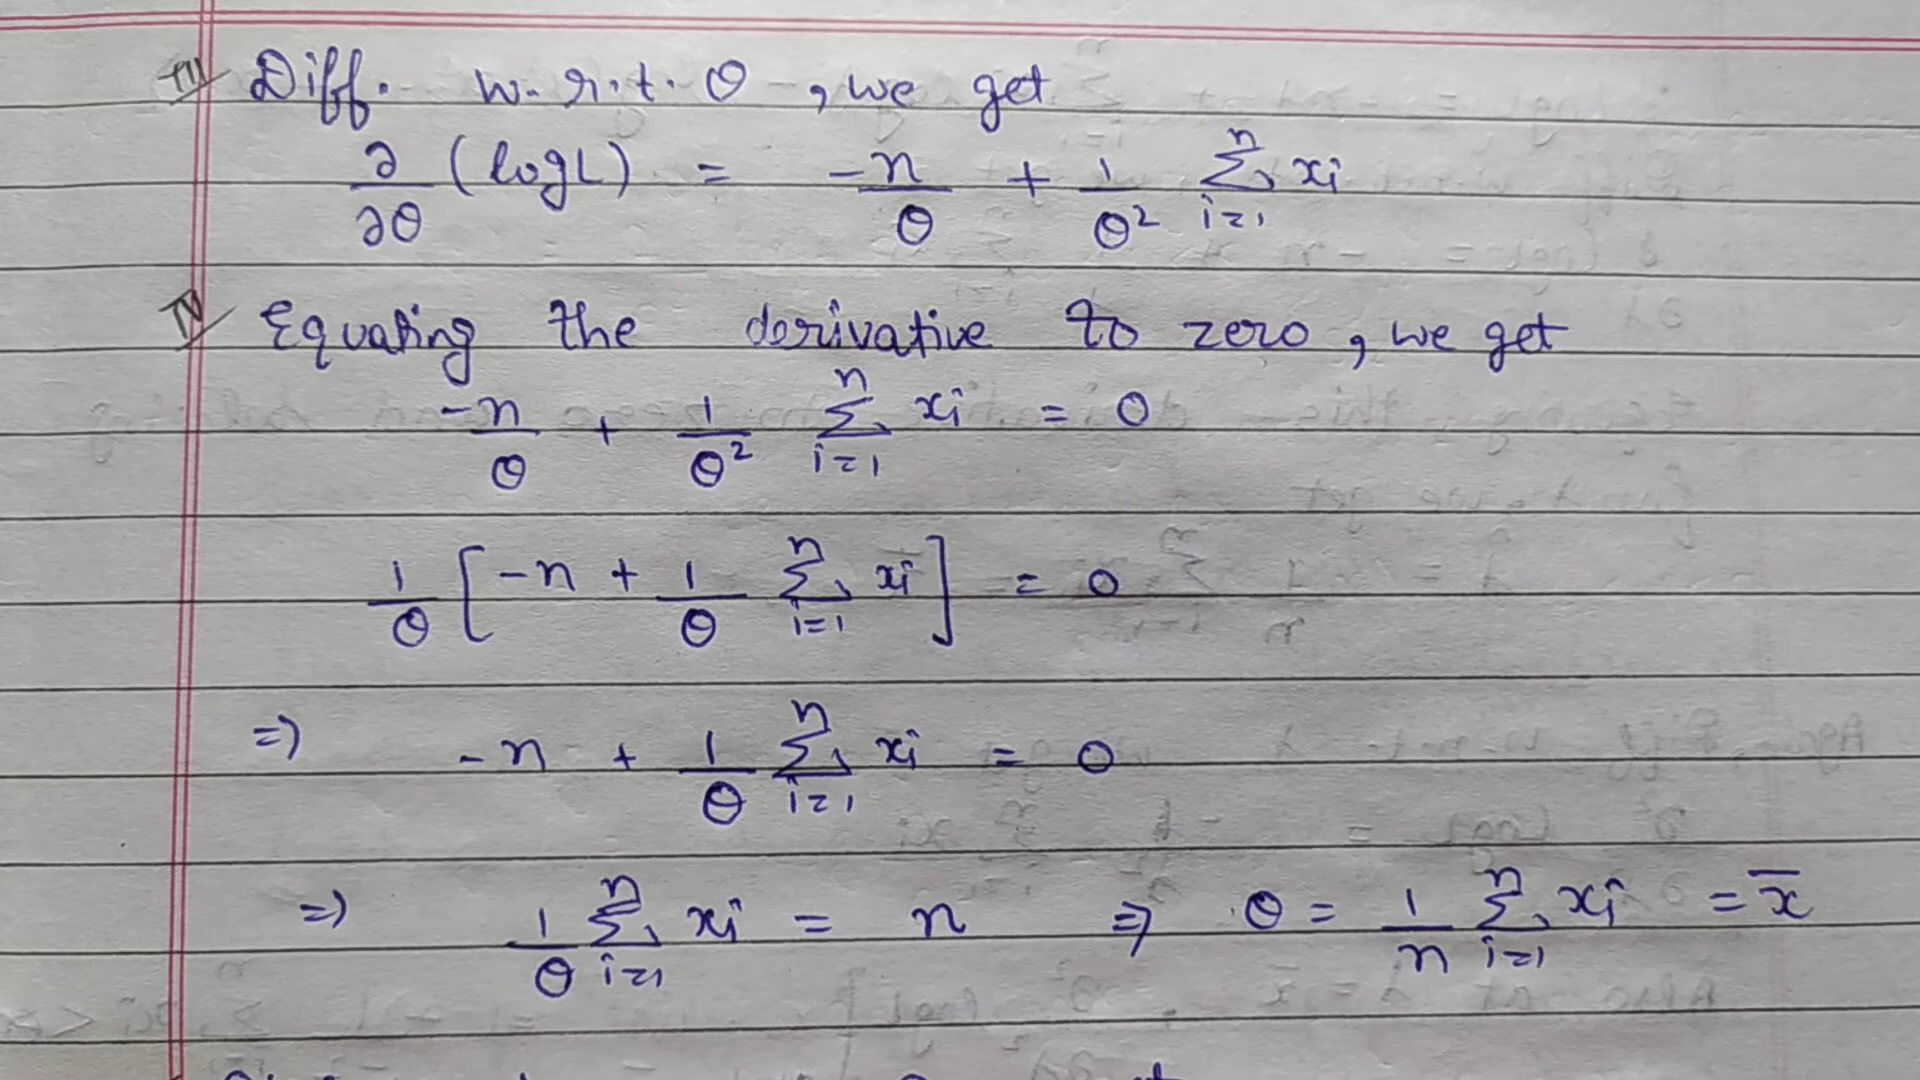 III Diff. w.r.t. θ, we get
∂/∂θ (log L) = -n/θ + 1/θ² Σ_{i=1}^{n} xi
IV Equating the derivative to zero, we get
-n/θ + 1/θ² Σ_{i=1}^{n} xi = 0
1/θ [-n + 1/θ Σ_{i=1}^{n} xi] = 0
⇒ -n + 1/θ Σ_{i=1}^{n} xi = 0
⇒ 1/θ Σ_{i=1}^{n} xi = n ⇒ θ = 1/n Σ_{i=1}^{n} xi = x̄